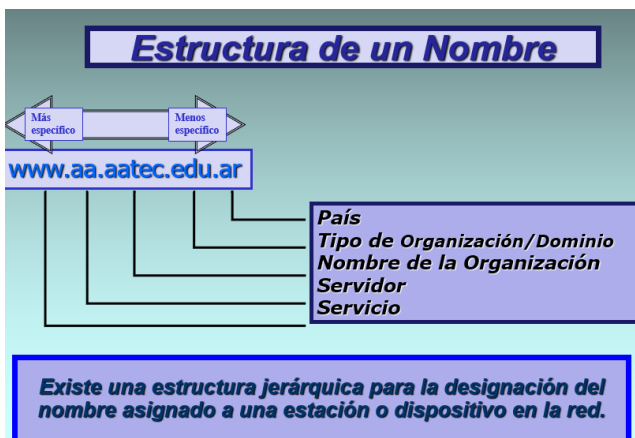 Estructura de un Nombre
Más
específico
Menos
específico
www.aa.aatec.edu.ar
País
Tipo de Organización/Dominio
Nombre de la Organización
Servidor
Servicio
Existe una estructura jerárquica para la designación del
nombre asignado a una estación o dispositivo en la red.